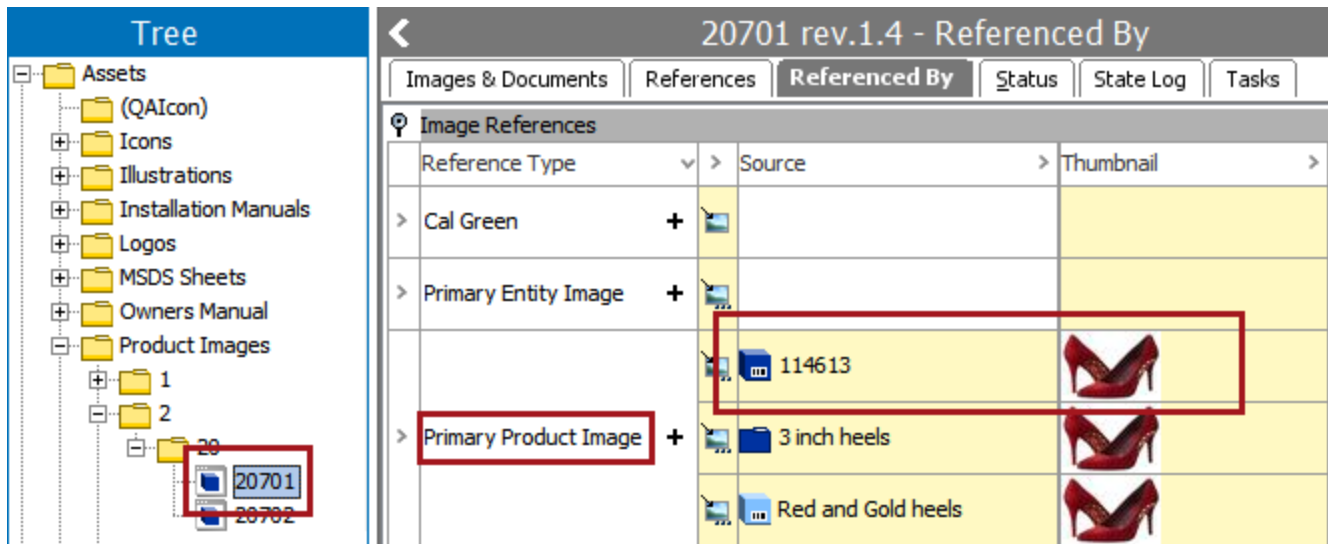 Tree
Assets
(QAIcon)
Icons
Illustrations
Installation Manuals
Logos
MSDS Sheets
Owners Manual
Product Images
1
2
20
20701
20702
20701 rev.1.4 - Referenced By
Images & Documents References Referenced By Status State Log Tasks
Image References
Reference Type > Source > Thumbnail >
> Cal Green +
> Primary Entity Image +
114613
> Primary Product Image + 3 inch heels
Red and Gold heels